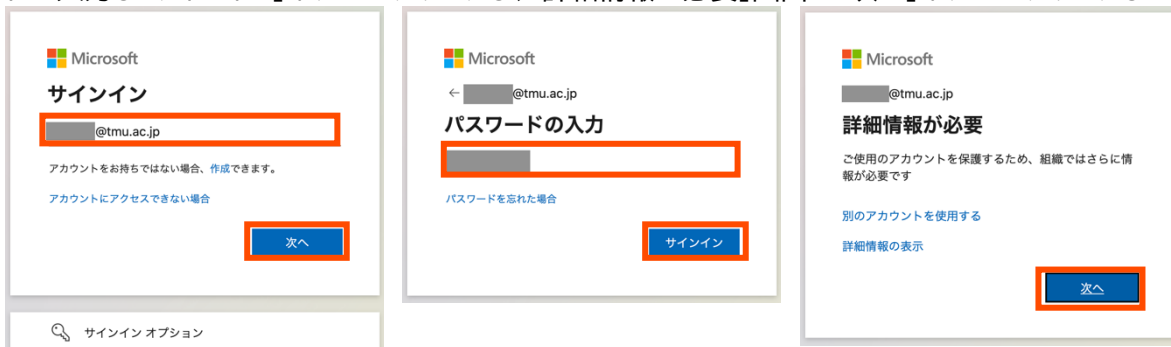 Microsoft
サインイン
@tmu.ac.jp
アカウントをお持ちではない場合、作成できます。
アカウントにアクセスできない場合
次へ
サインイン オプション
Microsoft
← @tmu.ac.jp
パスワードの入力
パスワードを忘れた場合
サインイン
Microsoft
@tmu.ac.jp
詳細情報が必要
ご使用のアカウントを保護するため、組織ではさらに情
報が必要です
別のアカウントを使用する
詳細情報の表示
次へ